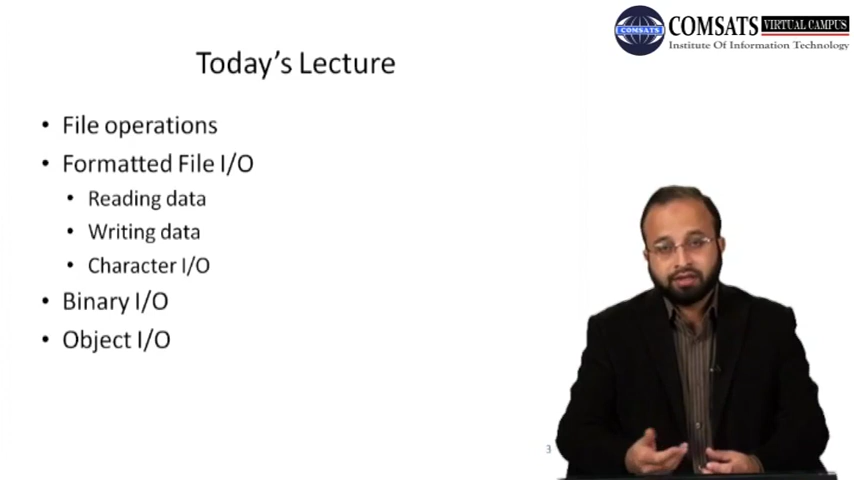 COMSATS VIRTUAL CAMPUS
COMSATS
Institute Of Information Technology
Today's Lecture
• File operations
• Formatted File I/O
• Reading data
• Writing data
• Character I/O
• Binary I/O
• Object I/O
3